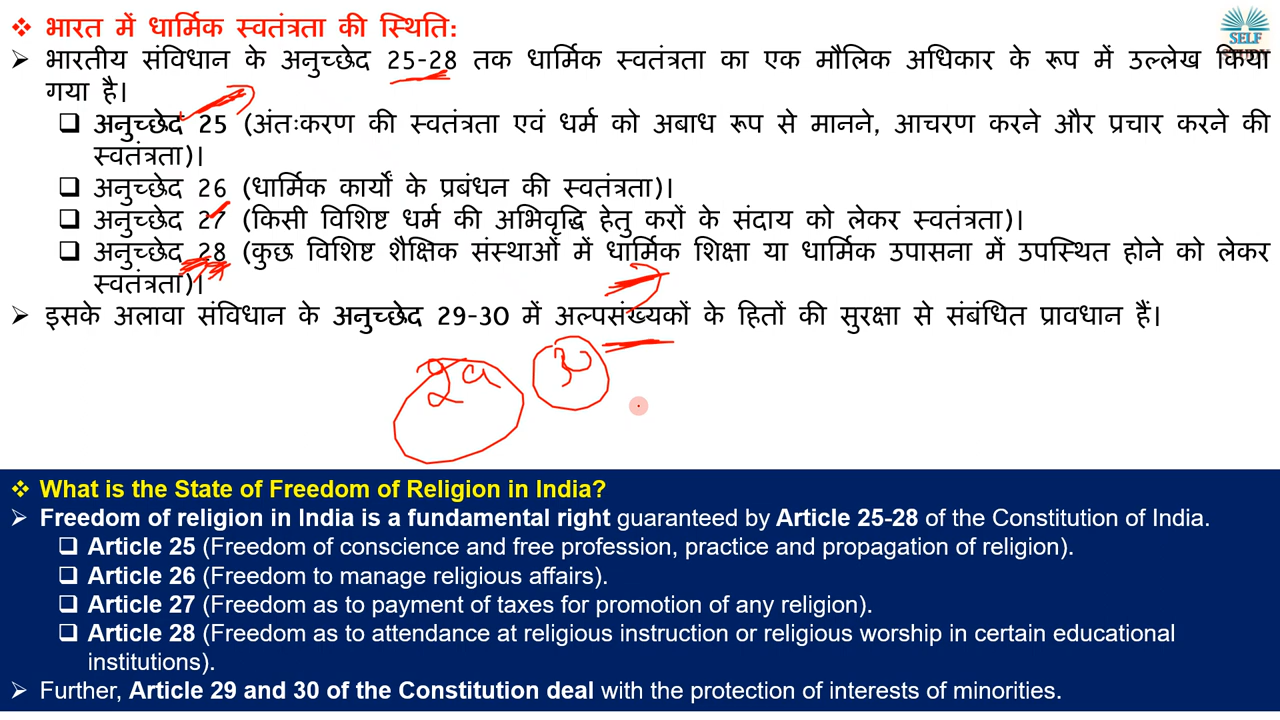 ❖ भारत में धार्मिक स्वतंत्रता की स्थिति:
SELF
➢ भारतीय संविधान के अनुच्छेद 25-28 तक धार्मिक स्वतंत्रता का एक मौलिक अधिकार के रूप में उल्लेख किया
गया है।
❑ अनुच्छेद 25 (अंतःकरण की स्वतंत्रता एवं धर्म को अबाध रूप से मानने, आचरण करने और प्रचार करने की
स्वतंत्रता)।
❑ अनुच्छेद 26 (धार्मिक कार्यों के प्रबंधन की स्वतंत्रता)।
❑ अनुच्छेद 27 (किसी विशिष्ट धर्म की अभिवृद्धि हेतु करों के संदाय को लेकर स्वतंत्रता)।
❑ अनुच्छेद 28 (कुछ विशिष्ट शैक्षिक संस्थाओं में धार्मिक शिक्षा या धार्मिक उपासना में उपस्थित होने को लेकर
स्वतंत्रता)।
➢ इसके अलावा संविधान के अनुच्छेद 29-30 में अल्पसंख्यकों के हितों की सुरक्षा से संबंधित प्रावधान हैं।
29 30
❖ What is the State of Freedom of Religion in India?
➢ Freedom of religion in India is a fundamental right guaranteed by Article 25-28 of the Constitution of India.
❑ Article 25 (Freedom of conscience and free profession, practice and propagation of religion).
❑ Article 26 (Freedom to manage religious affairs).
❑ Article 27 (Freedom as to payment of taxes for promotion of any religion).
❑ Article 28 (Freedom as to attendance at religious instruction or religious worship in certain educational
institutions).
➢ Further, Article 29 and 30 of the Constitution deal with the protection of interests of minorities.